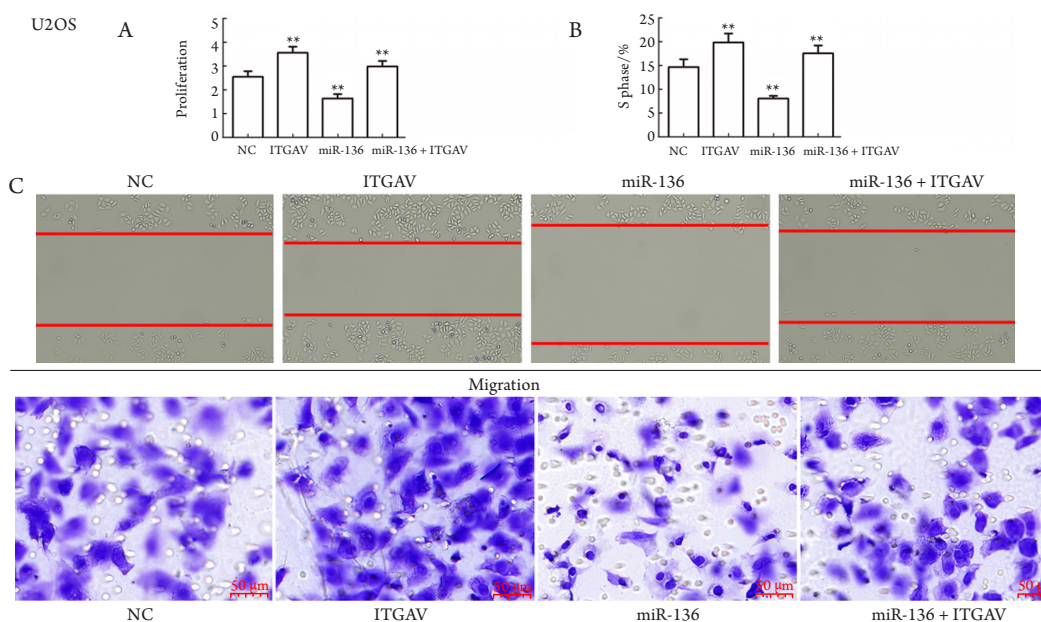 U2OS
A
Proliferation
5
4
3
2
1
0
**
**
**
NC ITGAV miR-136 miR-136 + ITGAV
B
S phase/%
25
20
15
10
5
0
**
**
**
NC ITGAV miR-136 miR-136 + ITGAV
C
NC ITGAV miR-136 miR-136 + ITGAV
Migration
50 μm 50 μm 50 μm 50 μm
NC ITGAV miR-136 miR-136 + ITGAV